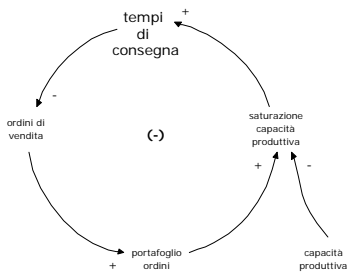 tempi
di
consegna
+
-
ordini di
vendita
(-)
saturazione
capacità
produttiva
+
-
+
portafoglio
ordini
capacità
produttiva